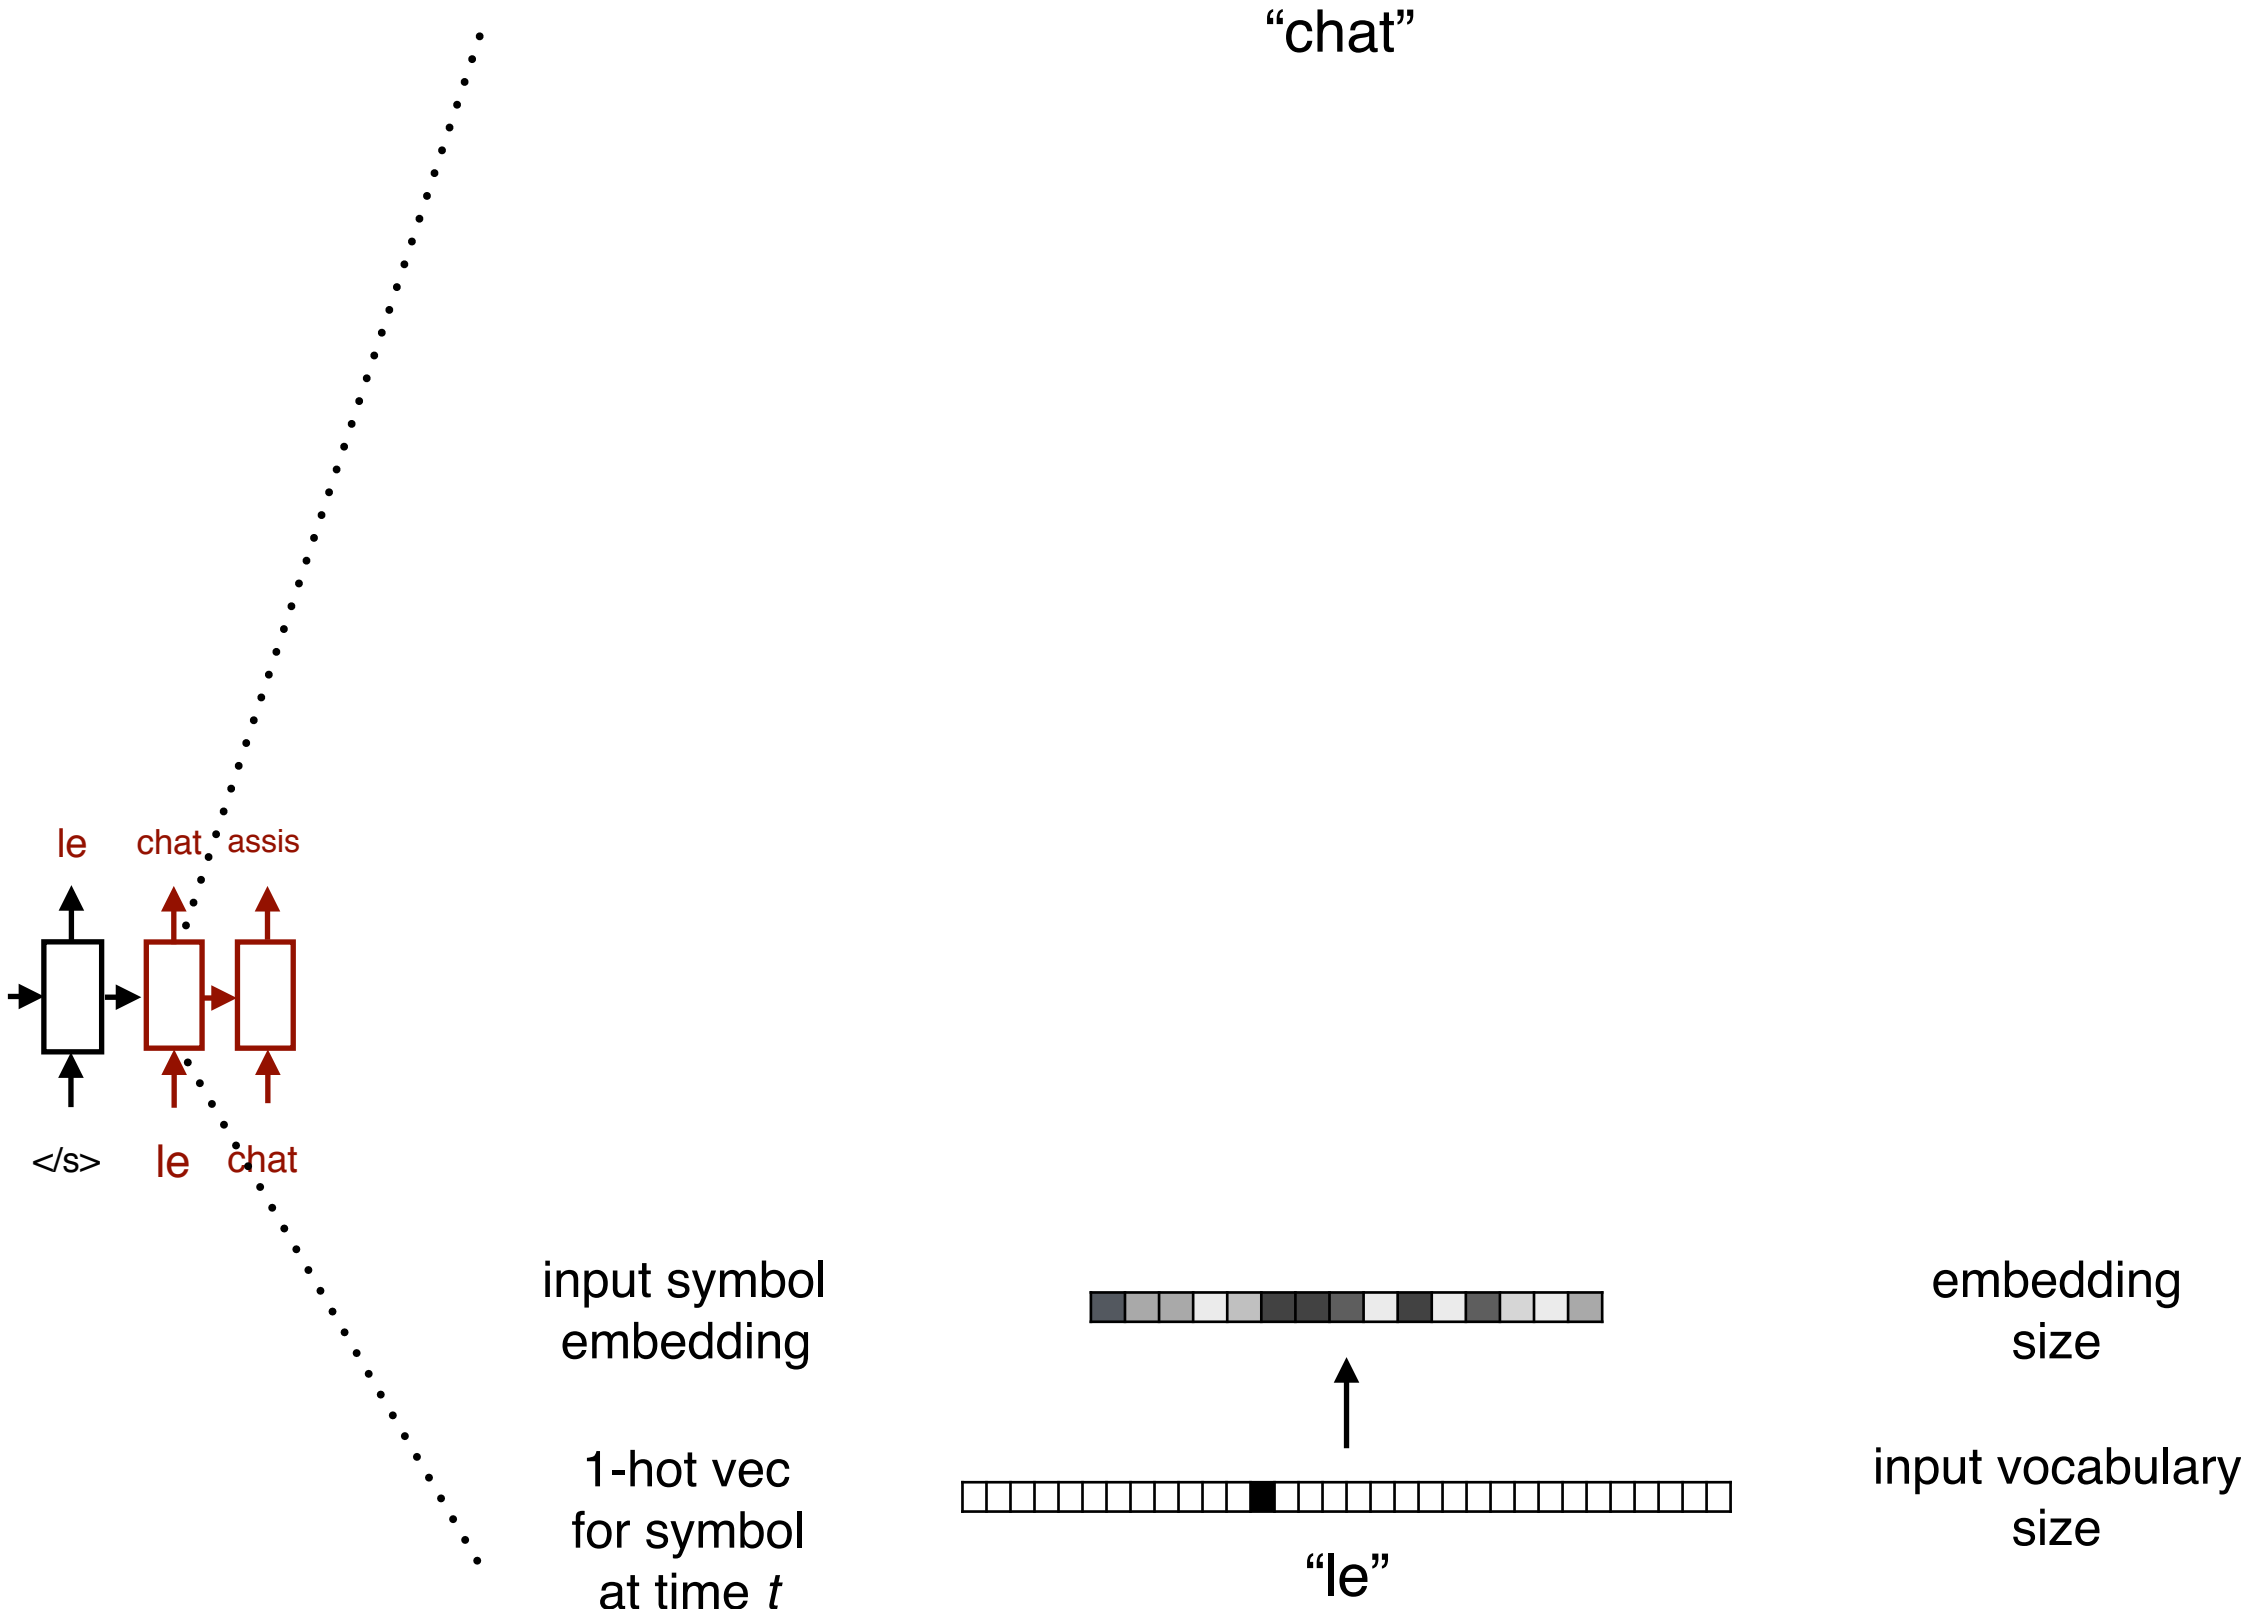 “chat”
le chat assis
</s> le chat
input symbol
embedding
embedding
size
1-hot vec
for symbol
at time t
input vocabulary
size
“le”